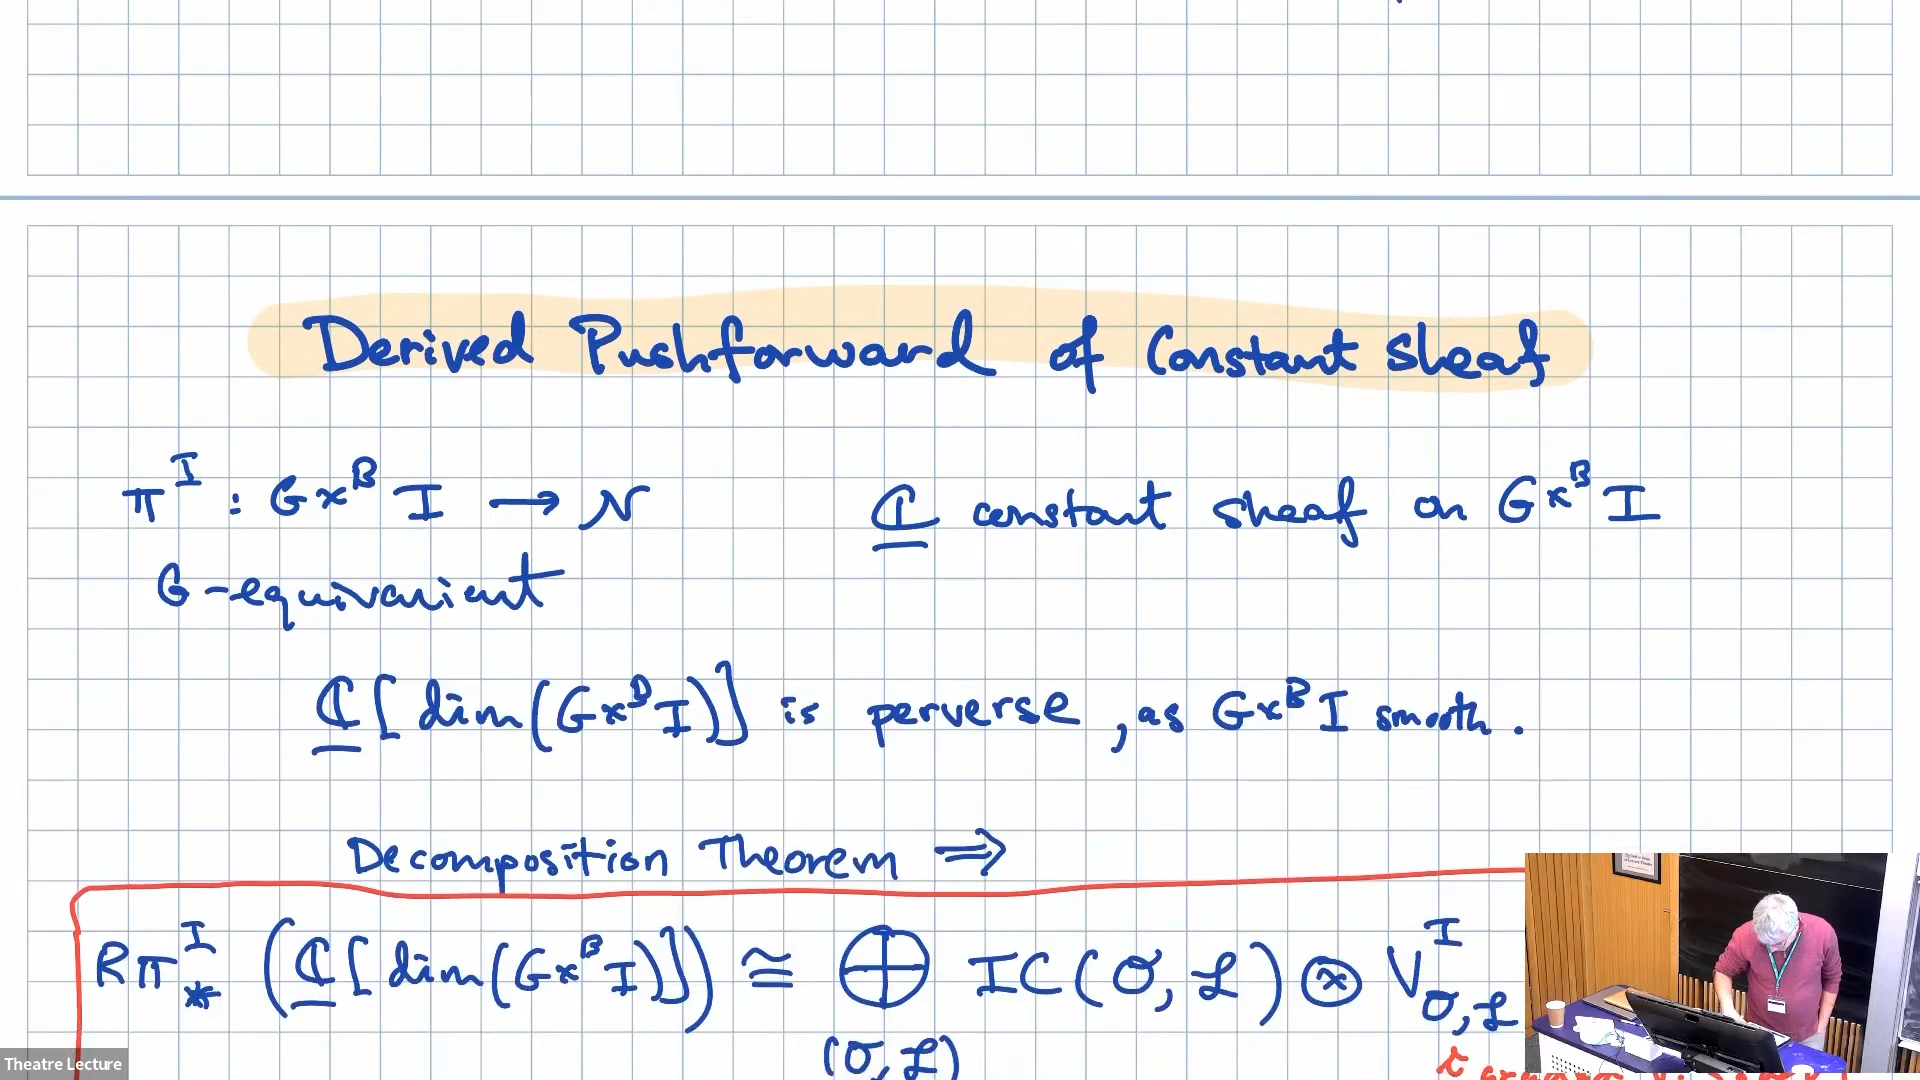 Derived Pushforward of Constant Sheaf
π^I : G×^B I → 𝒩    ℂ constant sheaf on G×^B I
G-equivariant
ℂ[dim(G×^B I)] is perverse, as G×^B I smooth.
Decomposition Theorem ⇒
Rπ^I_* (ℂ[dim(G×^B I)]) ≅ ⊕ IC(𝒪, ℒ) ⊗ V^I_{𝒪,ℒ}
(𝒪, ℒ)
Theatre Lecture